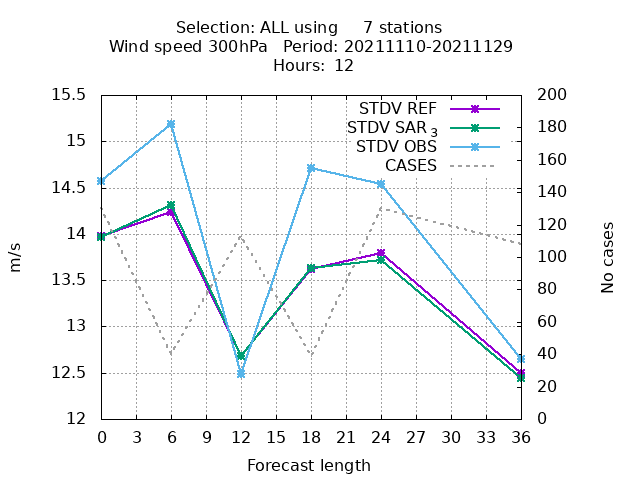 Selection: ALL using     7 stations
Wind speed 300hPa   Period: 20211110-20211129
Hours: 12
15.5
15
14.5
14
13.5
13
12.5
12
200
180
160
140
120
100
80
60
40
20
0
STDV REF
STDV SAR 3
STDV OBS
CASES
m/s
No cases
0 3 6 9 12 15 18 21 24 27 30 33 36
Forecast length